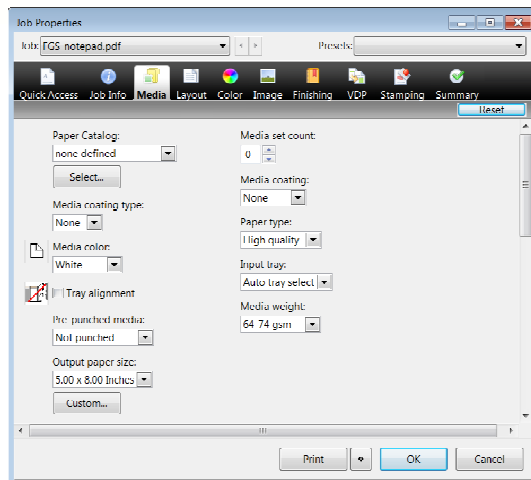 Job Properties
Job: FGS notepad.pdf Presets:
Quick Access Job Info Media Layout Color Image Finishing VDP Stamping Summary
Reset
Paper Catalog:
none defined
Select...
Media coating type:
None
Media color:
White
Tray alignment
Pre-punched media:
Not punched
Output paper size:
5.00 x 8.00 Inches
Custom...
Media set count:
0
Media coating:
None
Paper type:
High quality
Input tray:
Auto tray select
Media weight:
64-74 gsm
Print OK Cancel